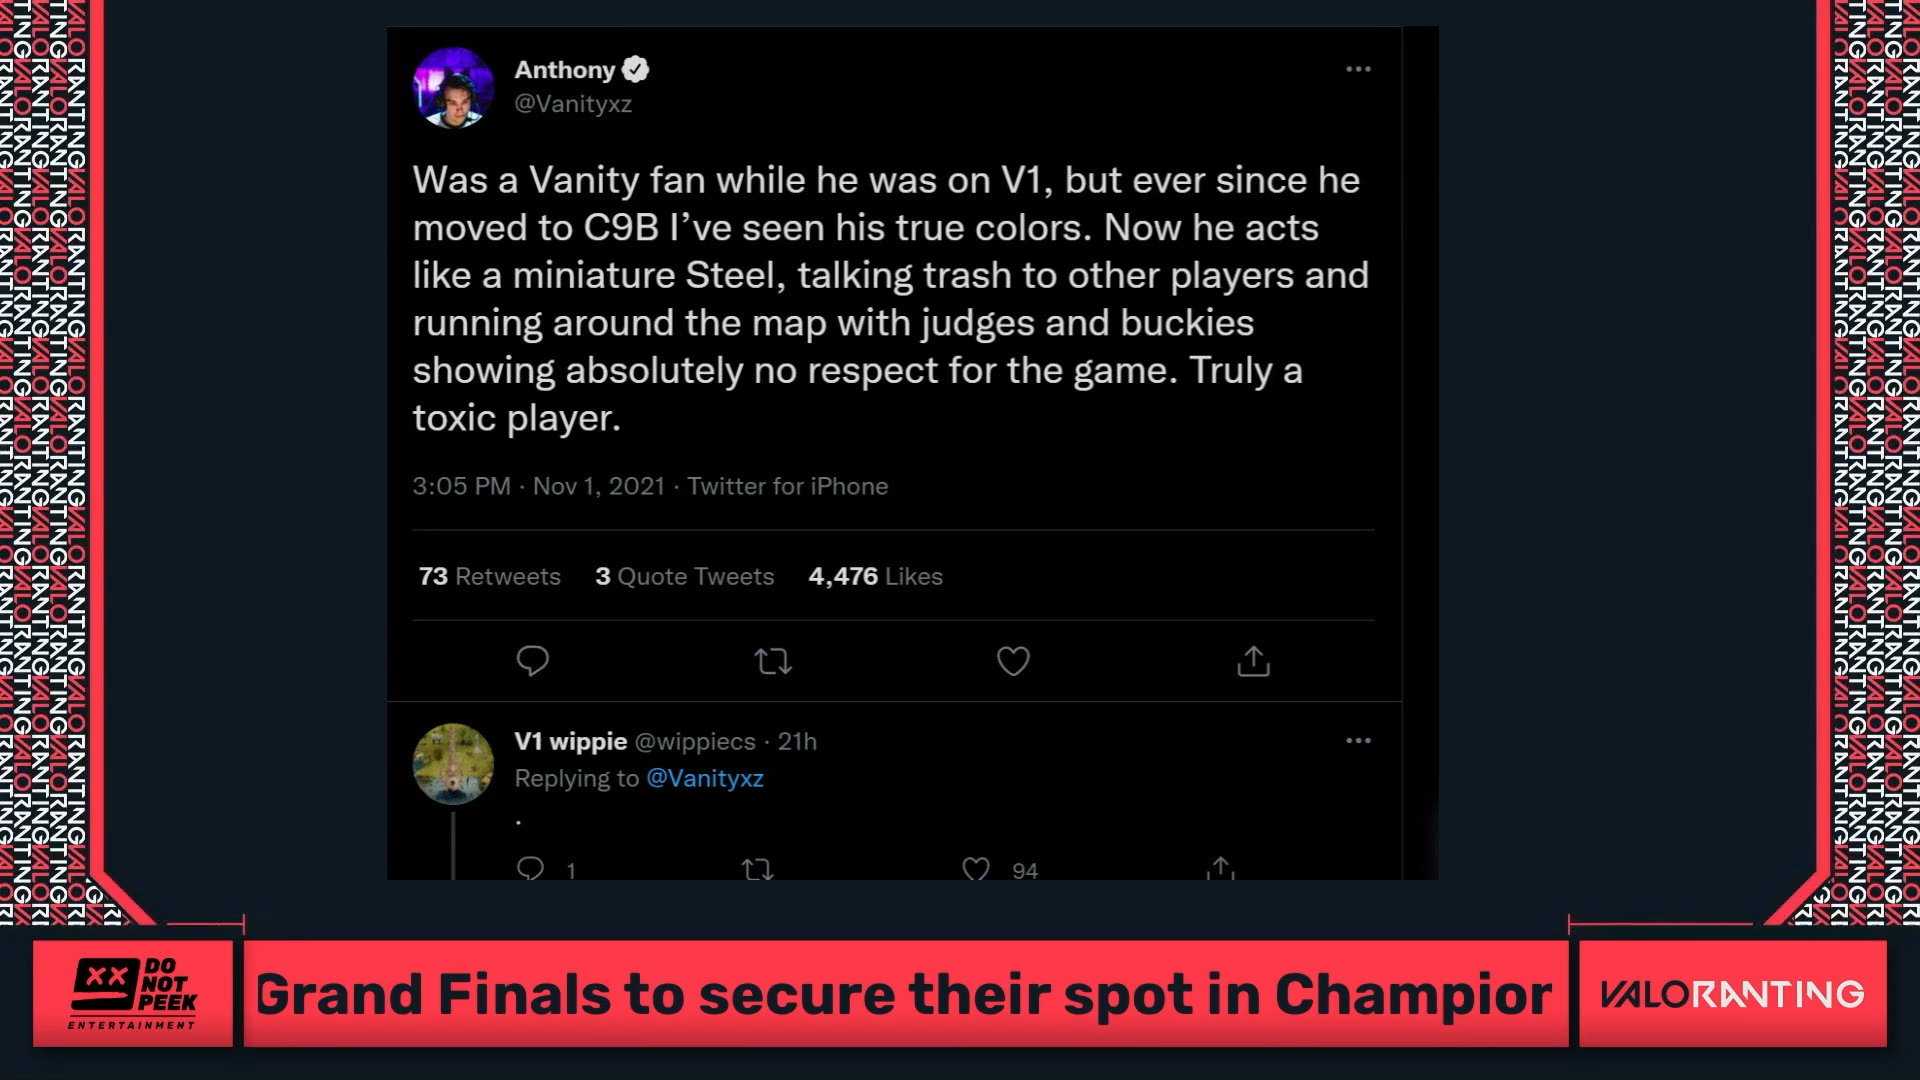 Anthony
@Vanityxz
Was a Vanity fan while he was on V1, but ever since he
moved to C9B I’ve seen his true colors. Now he acts
like a miniature Steel, talking trash to other players and
running around the map with judges and buckies
showing absolutely no respect for the game. Truly a
toxic player.
3:05 PM · Nov 1, 2021 · Twitter for iPhone
73 Retweets 3 Quote Tweets 4,476 Likes
V1 wippie @wippiecs · 21h
Replying to @Vanityxz
.
1 94
XX DO
NOT
PEEK
ENTERTAINMENT
Grand Finals to secure their spot in Champion
VALORANTING